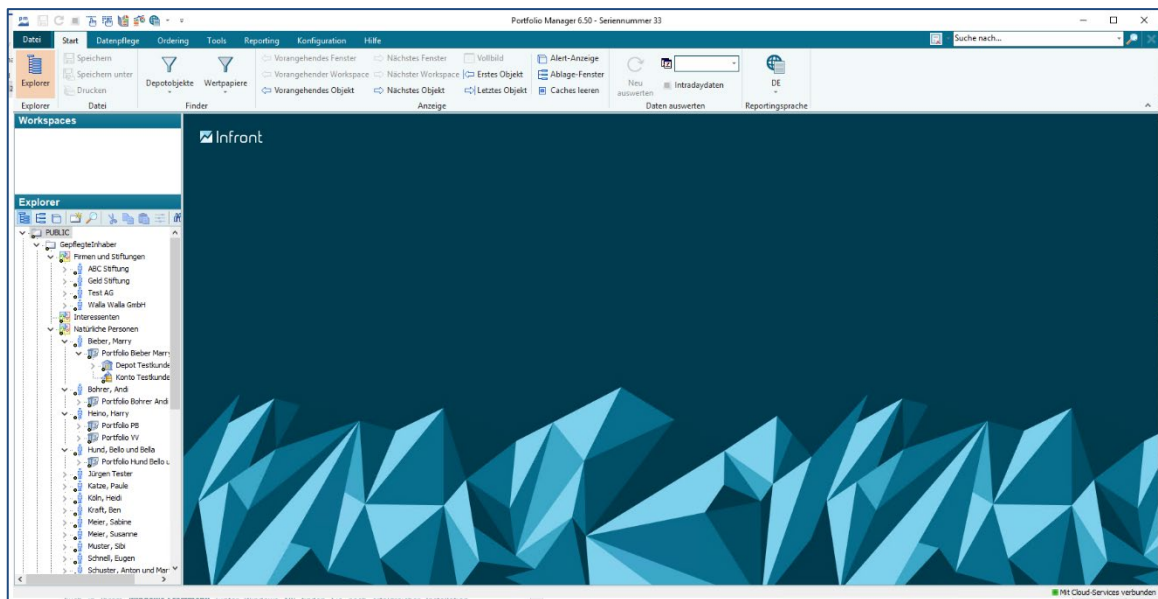 Portfolio Manager 6.50 - Seriennummer 33
Datei Start Datenpflege Ordering Tools Reporting Konfiguration Hilfe Suche nach...
Explorer
Speichern
Speichern unter
Drucken
Depotobjekte Wertpapiere
Vorangehendes Fenster Nächstes Fenster Vollbild Alert-Anzeige
Vorangehender Workspace Nächster Workspace Erstes Objekt Ablage-Fenster
Vorangehendes Objekt Nächstes Objekt Letztes Objekt Caches leeren
Neu auswerten
Intradaydaten
DE
Explorer Datei Finder Anzeige Daten auswerten Reportingsprache
Workspaces
Infront
Explorer
PUBLIC
GepflegteInhaber
Firmen und Stiftungen
ABC Stiftung
Geld Stiftung
Test AG
Walla Walla GmbH
Interessenten
Natürliche Personen
Bieber, Marry
Portfolio Bieber Marry
Depot Testkunde
Konto Testkunde
Bohrer, Andi
Portfolio Bohrer Andi
Heino, Harry
Portfolio PB
Portfolio VV
Hund, Bello und Bella
Portfolio Hund Bello u
Jürgen Tester
Katze, Paule
Köln, Heidi
Kraft, Ben
Meier, Sabine
Meier, Susanne
Muster, Sibi
Schnell, Eugen
Schuster, Anton und Mar
Mit Cloud-Services verbunden